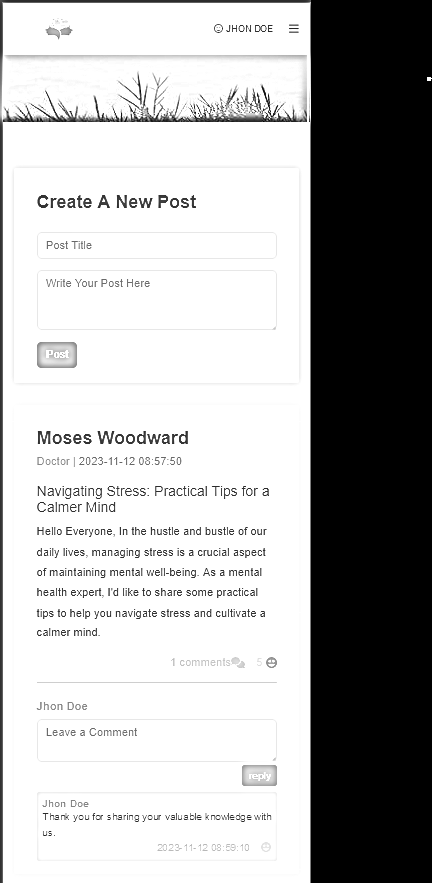 JHON DOE
Create A New Post
Post Title
Write Your Post Here
Post
Moses Woodward
Doctor | 2023-11-12 08:57:50
Navigating Stress: Practical Tips for a
Calmer Mind
Hello Everyone, In the hustle and bustle of our
daily lives, managing stress is a crucial aspect
of maintaining mental well-being. As a mental
health expert, I'd like to share some practical
tips to help you navigate stress and cultivate a
calmer mind.
1 comments 5
Jhon Doe
Leave a Comment
reply
Jhon Doe
Thank you for sharing your valuable knowledge with
us.
2023-11-12 08:59:10